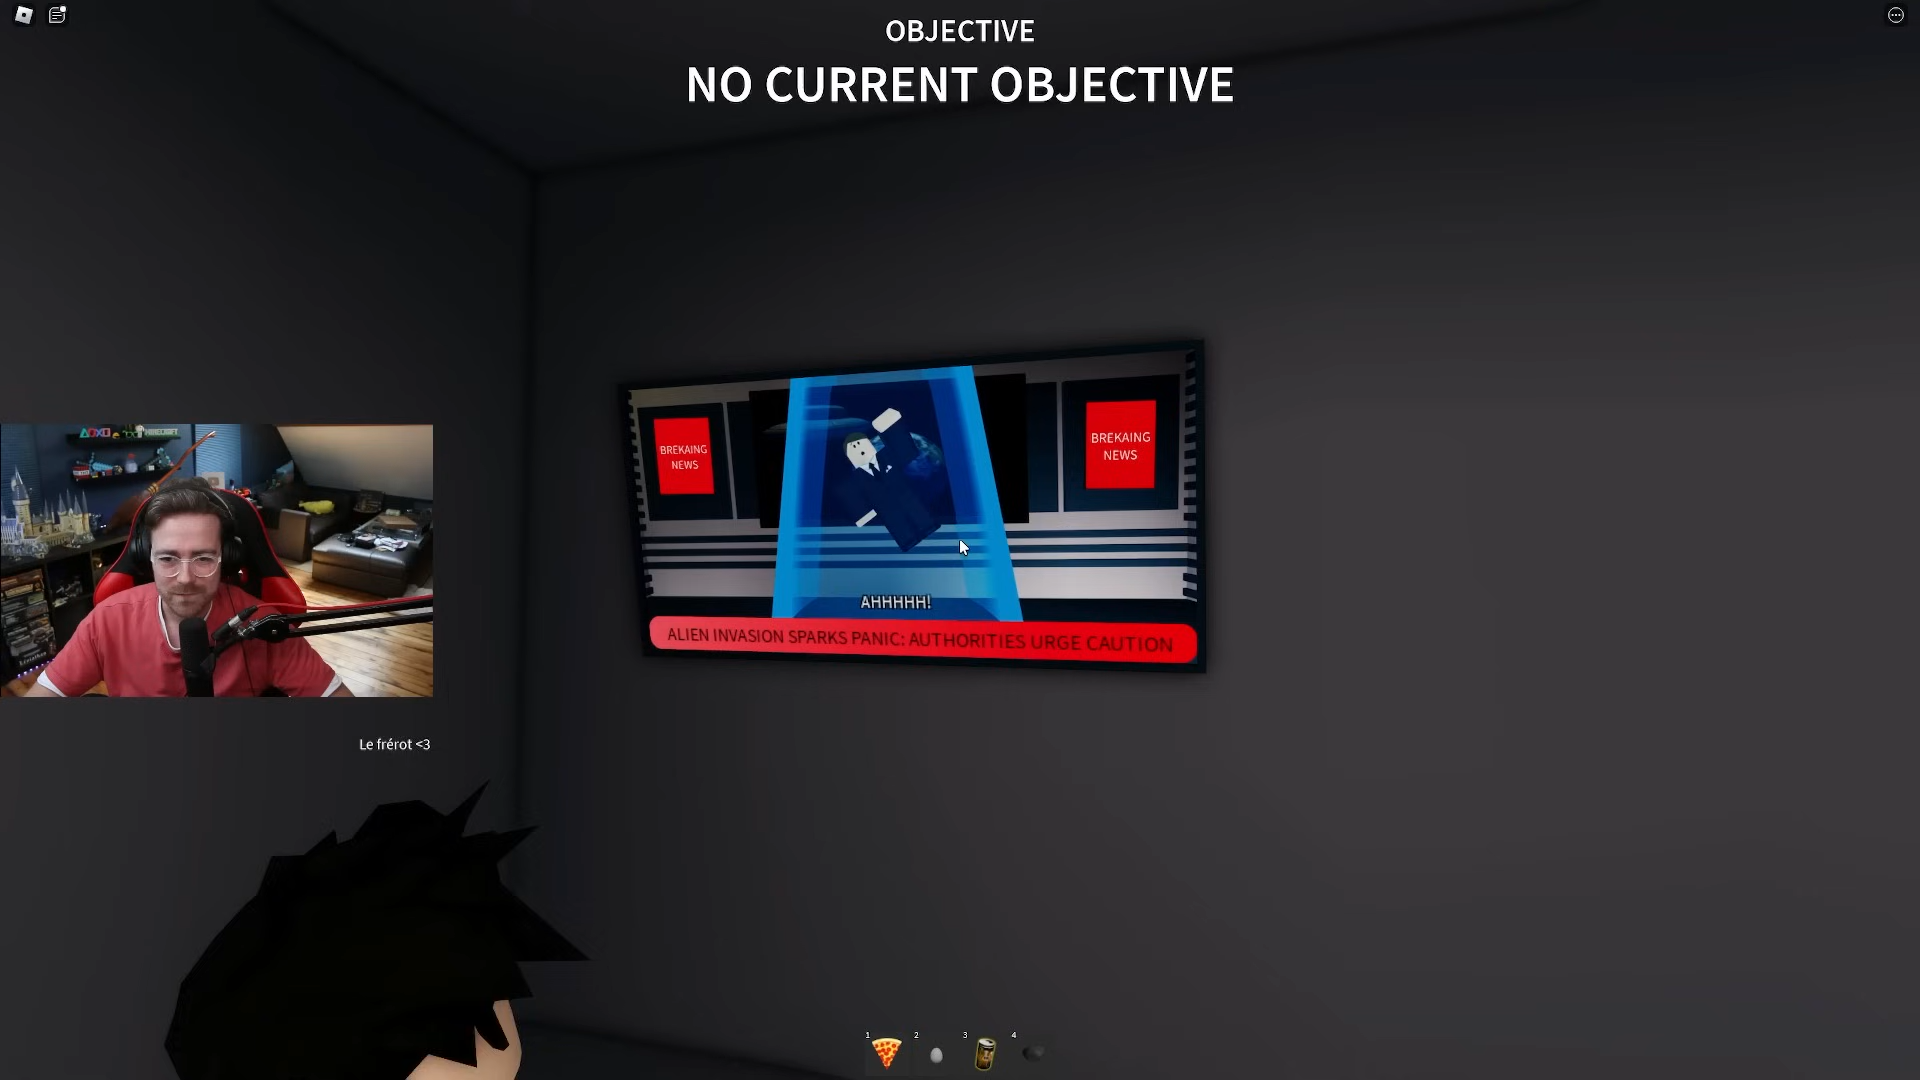 OBJECTIVE
NO CURRENT OBJECTIVE
BREKAING
NEWS
BREKAING
NEWS
AHHHHH!
ALIEN INVASION SPARKS PANIC: AUTHORITIES URGE CAUTION
MINECRAFT
Le frérot <3
1 2 3 4